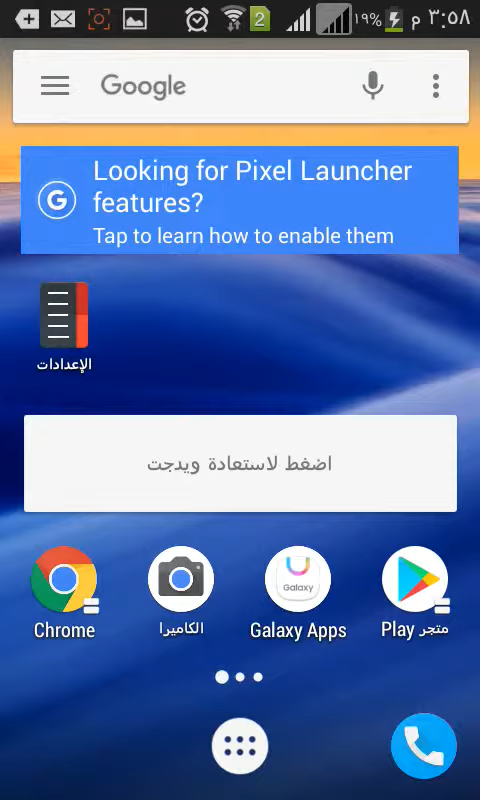 2 ١٩% م ٣:٥٨
Google
G
Looking for Pixel Launcher
features?
Tap to learn how to enable them
الإعدادات
اضغط لاستعادة ويدجت
Galaxy
Chrome الكاميرا Galaxy Apps متجر Play